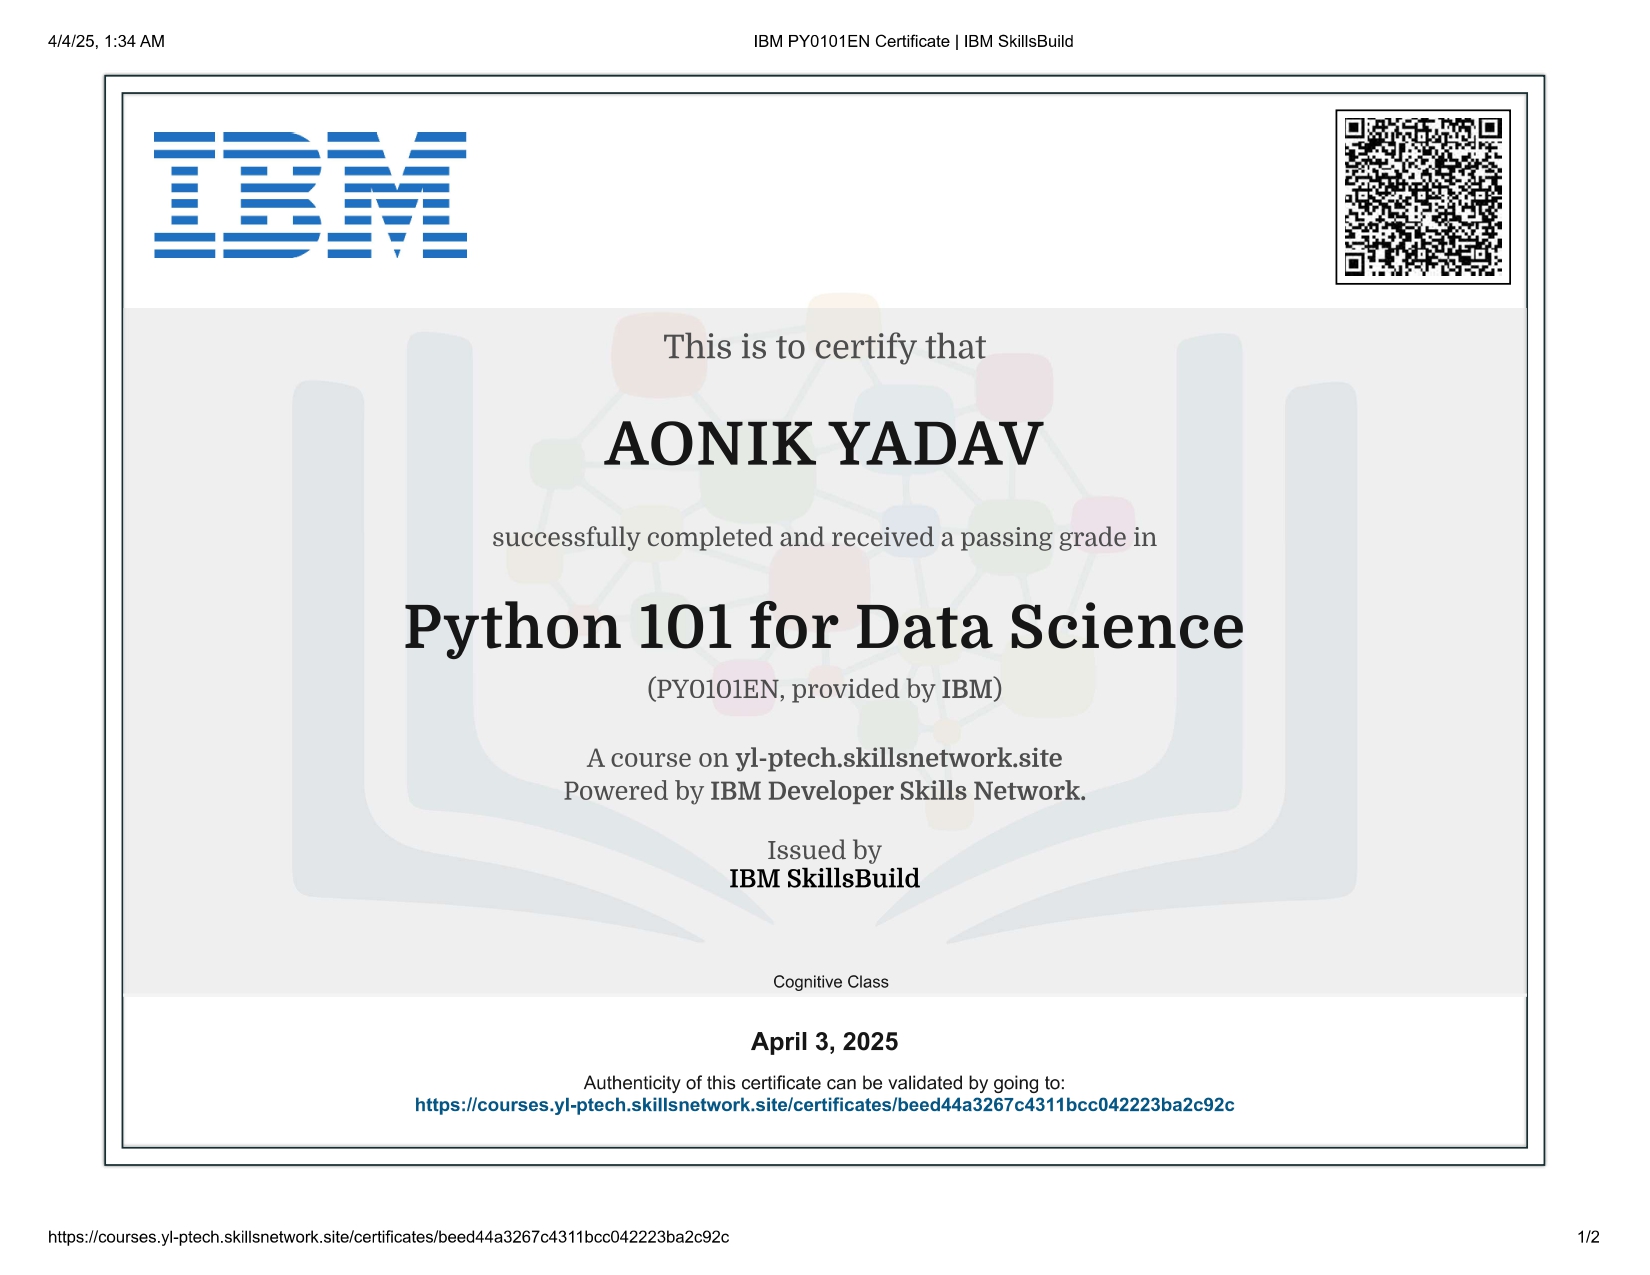 4/4/25, 1:34 AM
IBM PY0101EN Certificate | IBM SkillsBuild
IBM
This is to certify that
AONIK YADAV
successfully completed and received a passing grade in
Python 101 for Data Science
(PY0101EN, provided by IBM)
A course on yl-ptech.skillsnetwork.site
Powered by IBM Developer Skills Network.
Issued by
IBM SkillsBuild
Cognitive Class
April 3, 2025
Authenticity of this certificate can be validated by going to:
https://courses.yl-ptech.skillsnetwork.site/certificates/beed44a3267c4311bcc042223ba2c92c
https://courses.yl-ptech.skillsnetwork.site/certificates/beed44a3267c4311bcc042223ba2c92c
1/2